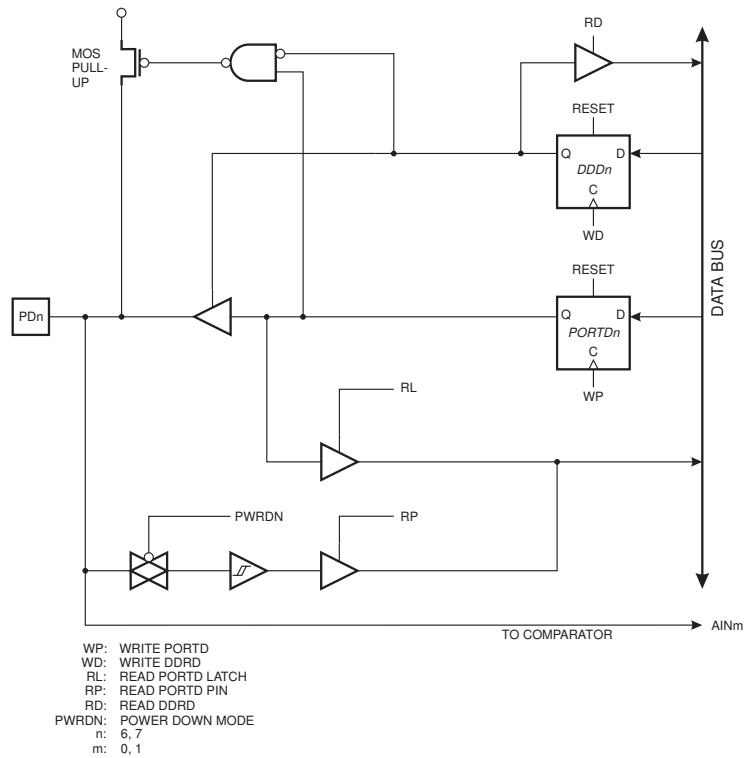 RD
MOS
PULL-
UP
RESET
Q
D
DDDn
C
WD
DATA BUS
RESET
PDn
Q
D
PORTDn
C
WP
RL
PWRDN
RP
TO COMPARATOR
AINm
WP: WRITE PORTD
WD: WRITE DDRD
RL: READ PORTD LATCH
RP: READ PORTD PIN
RD: READ DDRD
PWRDN: POWER DOWN MODE
n: 6, 7
m: 0, 1